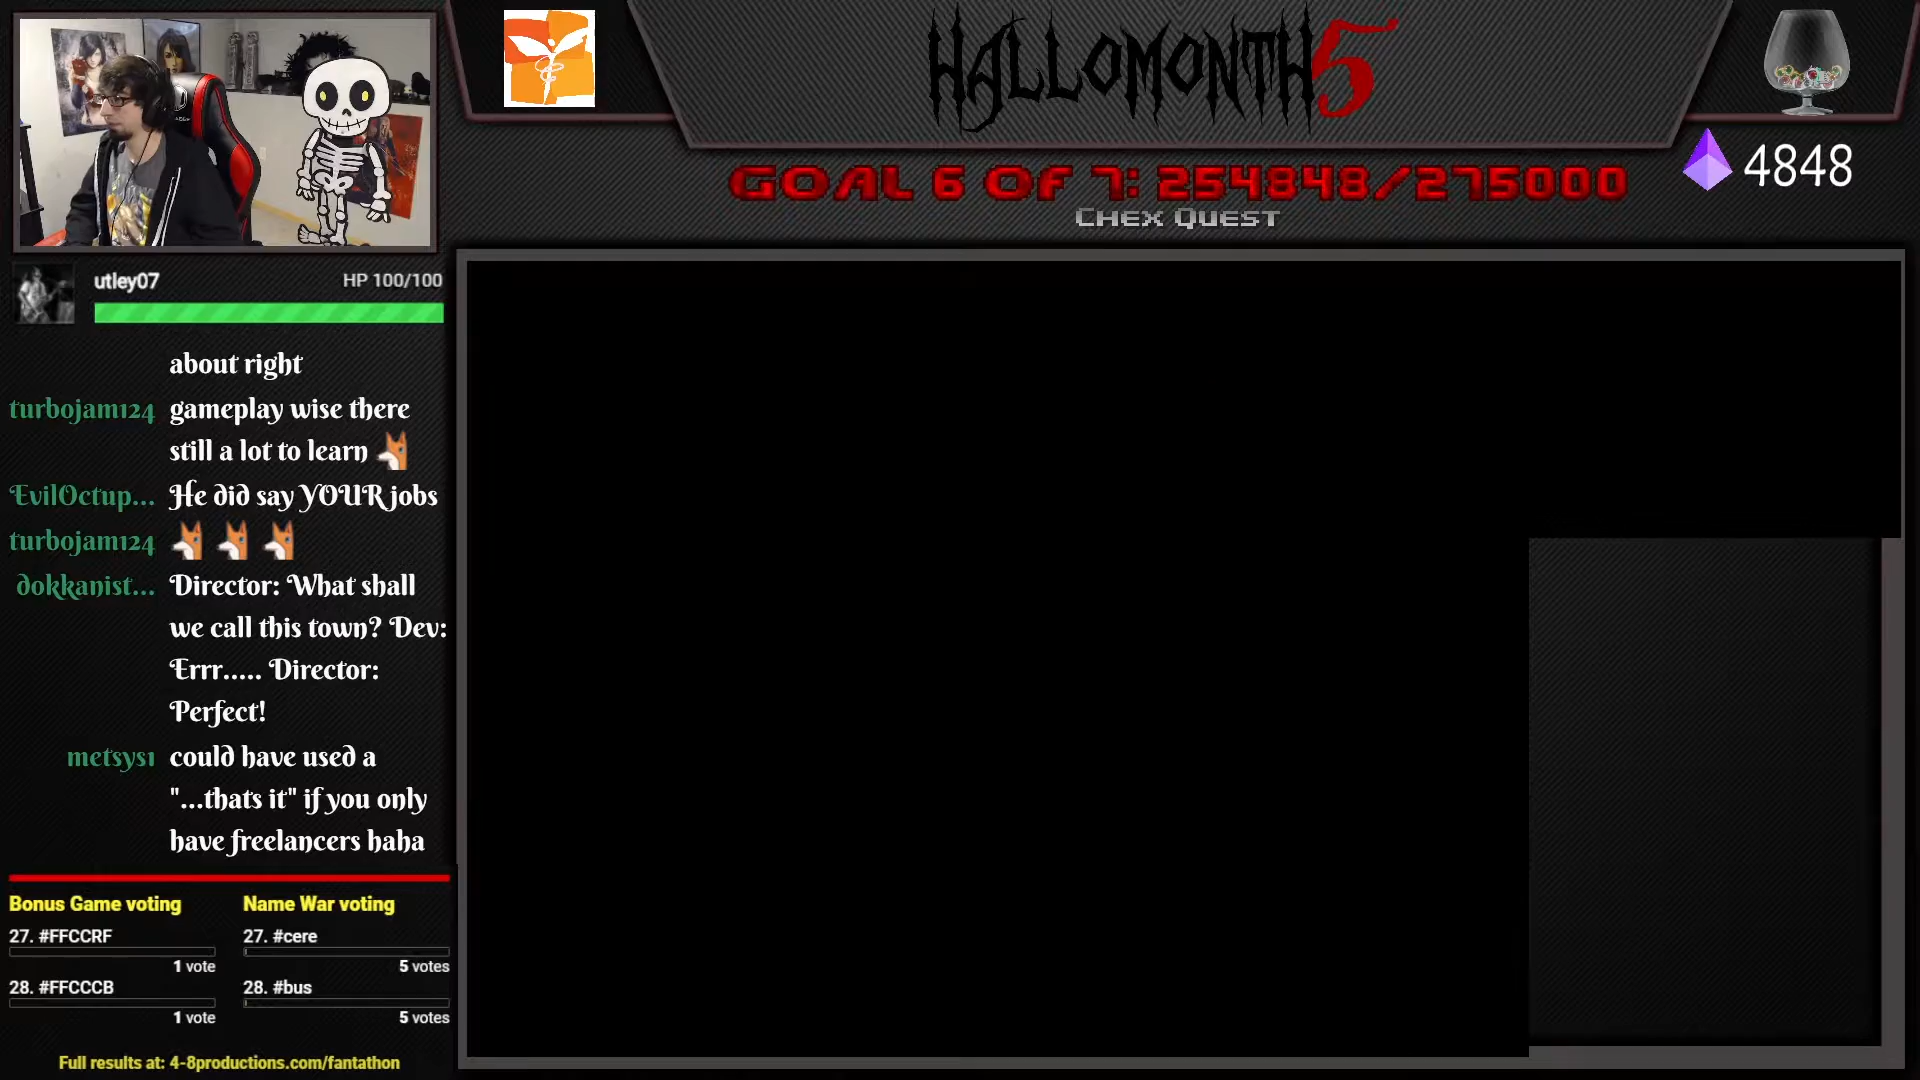 HALLOMONTH5
GOAL 6 OF 7: 254848/275000
Chex Quest
4848
utley07
HP 100/100
about right
turbojam124 gameplay wise there
still a lot to learn
EvilOctup... He did say YOUR jobs
turbojam124
dokkanist... Director: What shall
we call this town? Dev:
Errr..... Director:
Perfect!
metsys1 could have used a
"...thats it" if you only
have freelancers haha
Bonus Game voting
27. #FFCCRF
1 vote
28. #FFCCCB
1 vote
Name War voting
27. #cere
5 votes
28. #bus
5 votes
Full results at: 4-8productions.com/fantathon